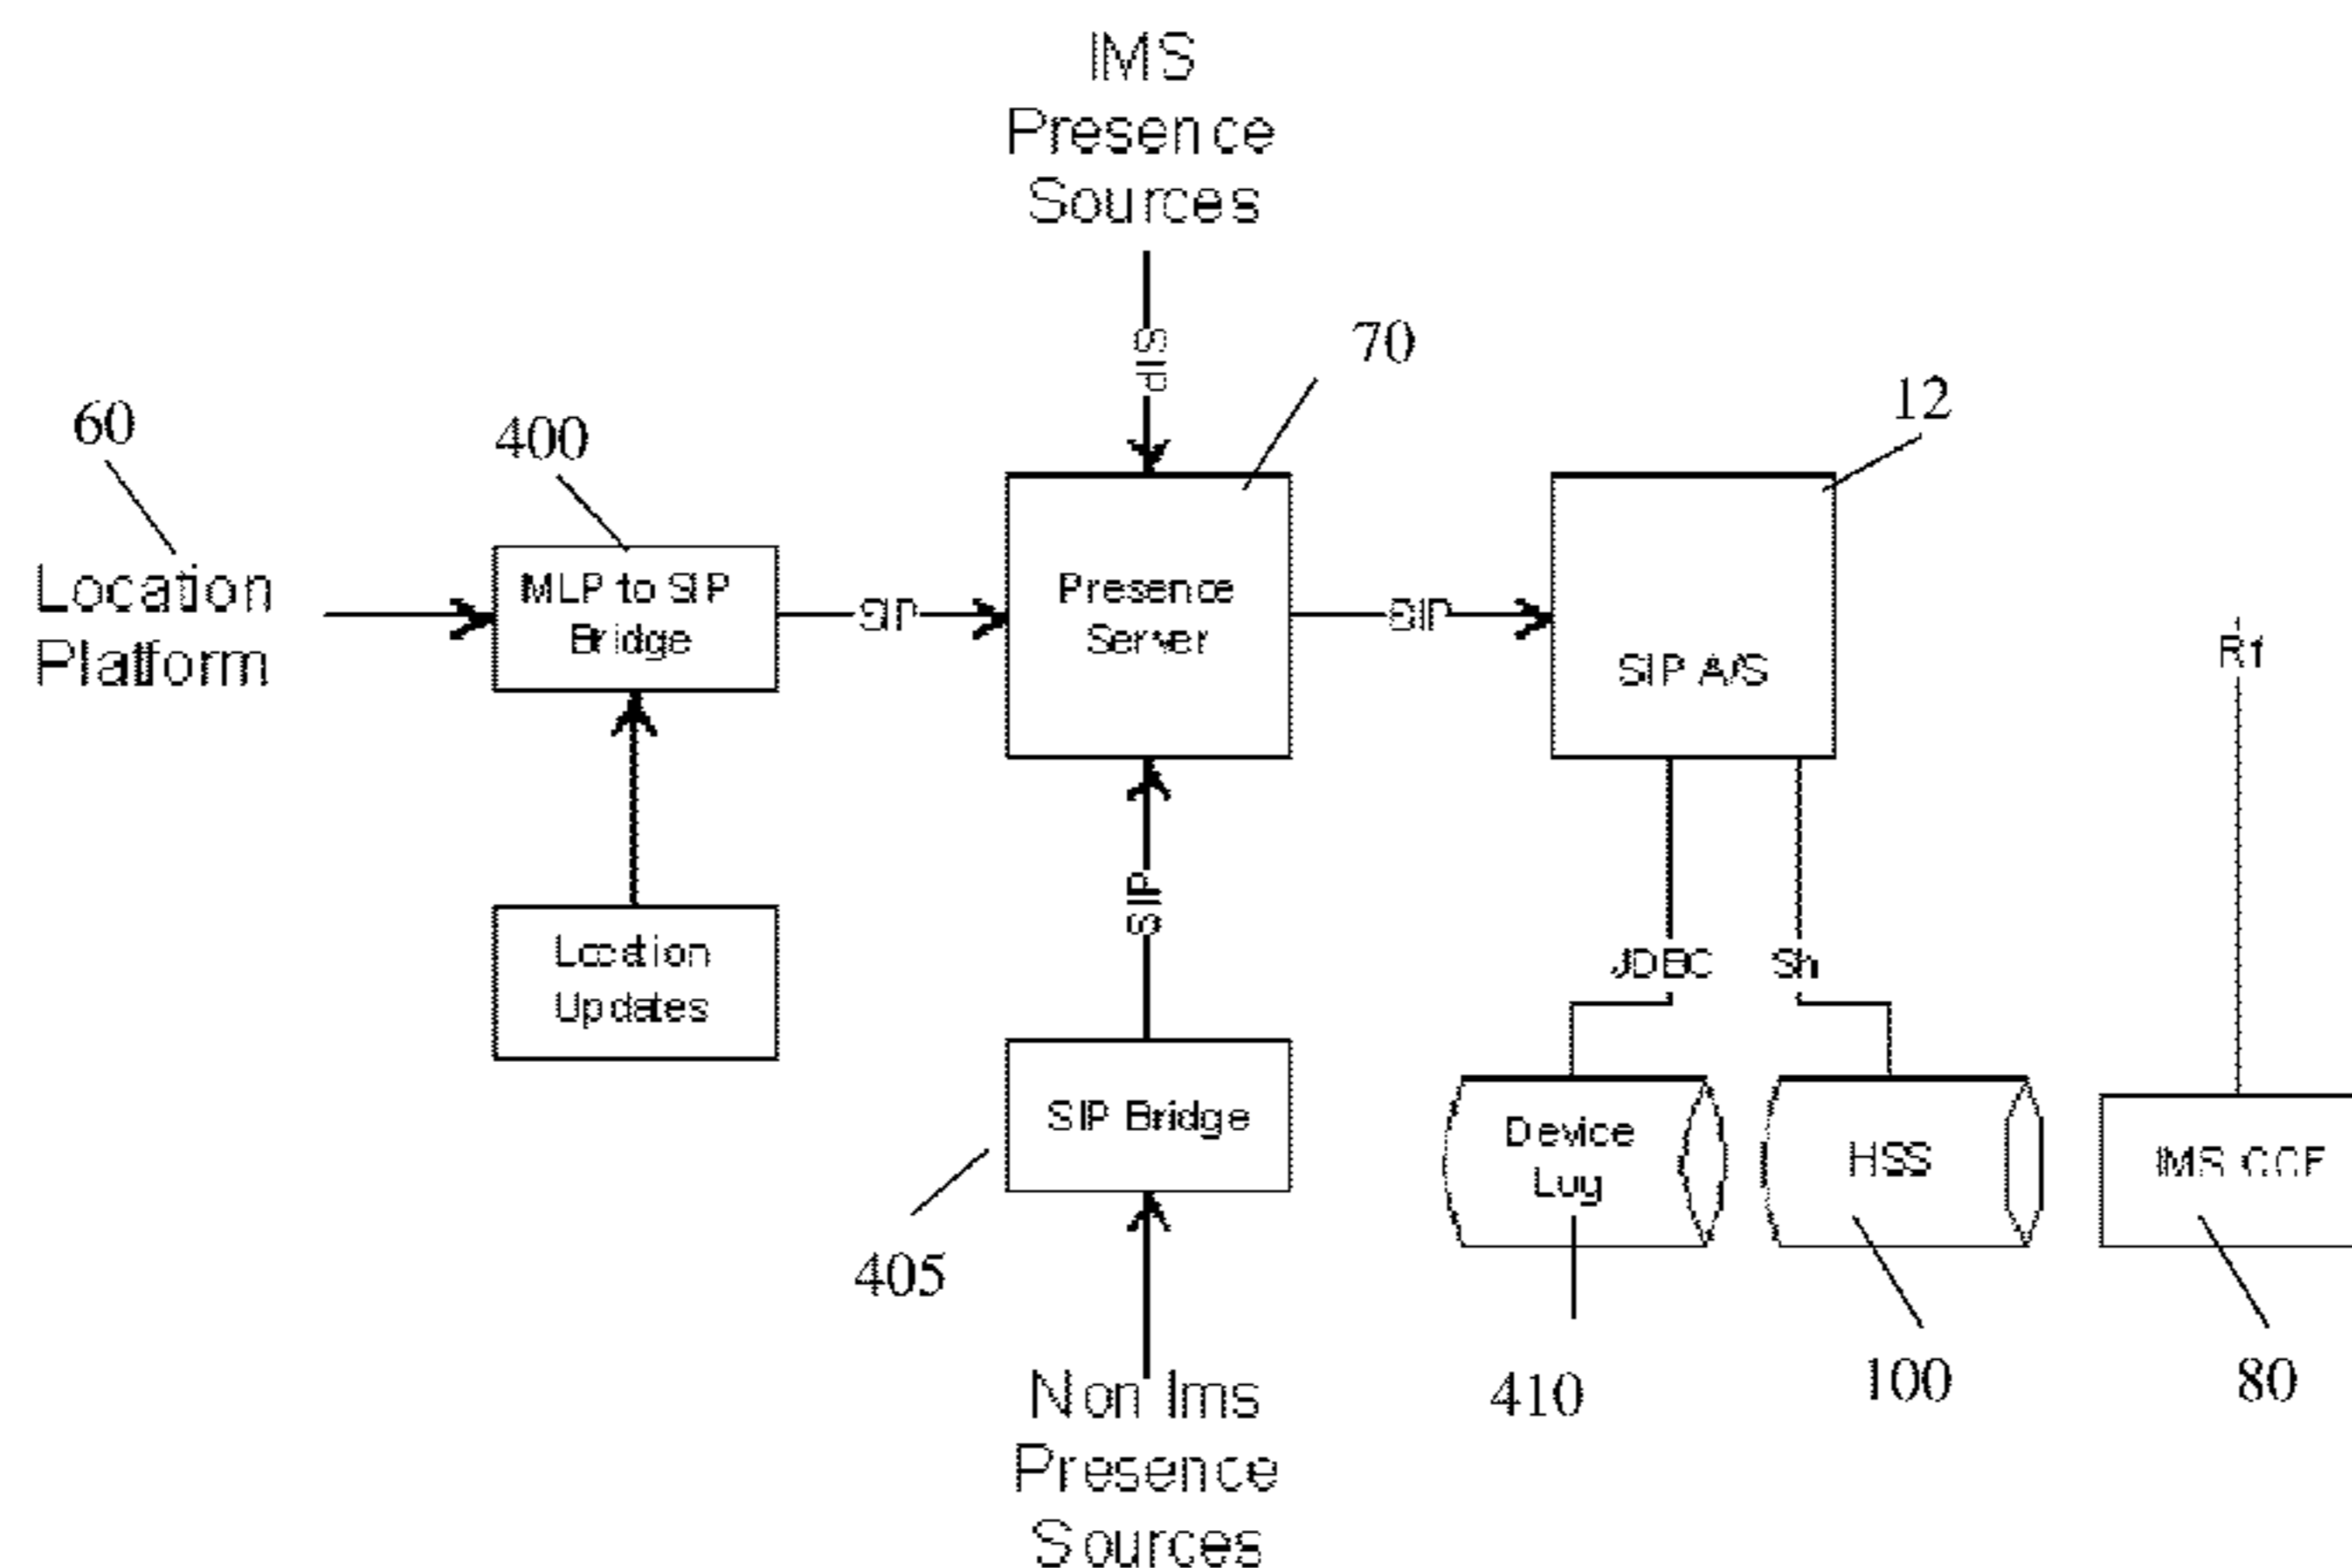 IMS
Presence
Sources
SIP
70
12
60
400
Location
Platform
MLP to SIP
Bridge
SIP
Presence
Server
SIP
SIP A/S
Rf
Location
Updates
SIP
JDBC
Sh
SIP Bridge
405
Device
Log
HSS
IMS CCF
410
100
80
Non Ims
Presence
Sources